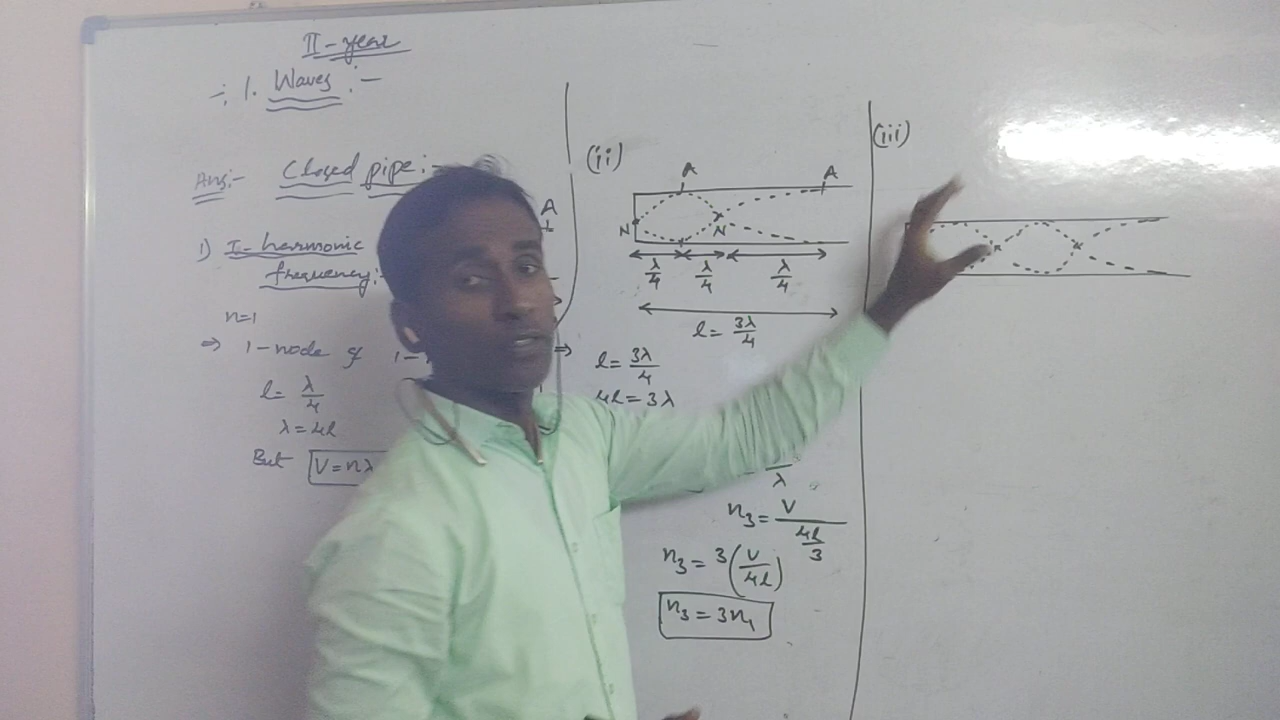 II-year
-: 1. Waves :-
Ans:- Closed pipe:-
1) I-harmonic
frequency:-
n=1
⇒ 1-node & 1-
l = λ/4
λ = 4l
But V=nλ
A
⇒
(ii)
A A
N N
λ/4 λ/4 λ/4
l = 3λ/4
l = 3λ/4
4l = 3λ
λ
n₃ = V/(4l/3)
n₃ = 3(V/4l)
n₃ = 3n₁
(iii)